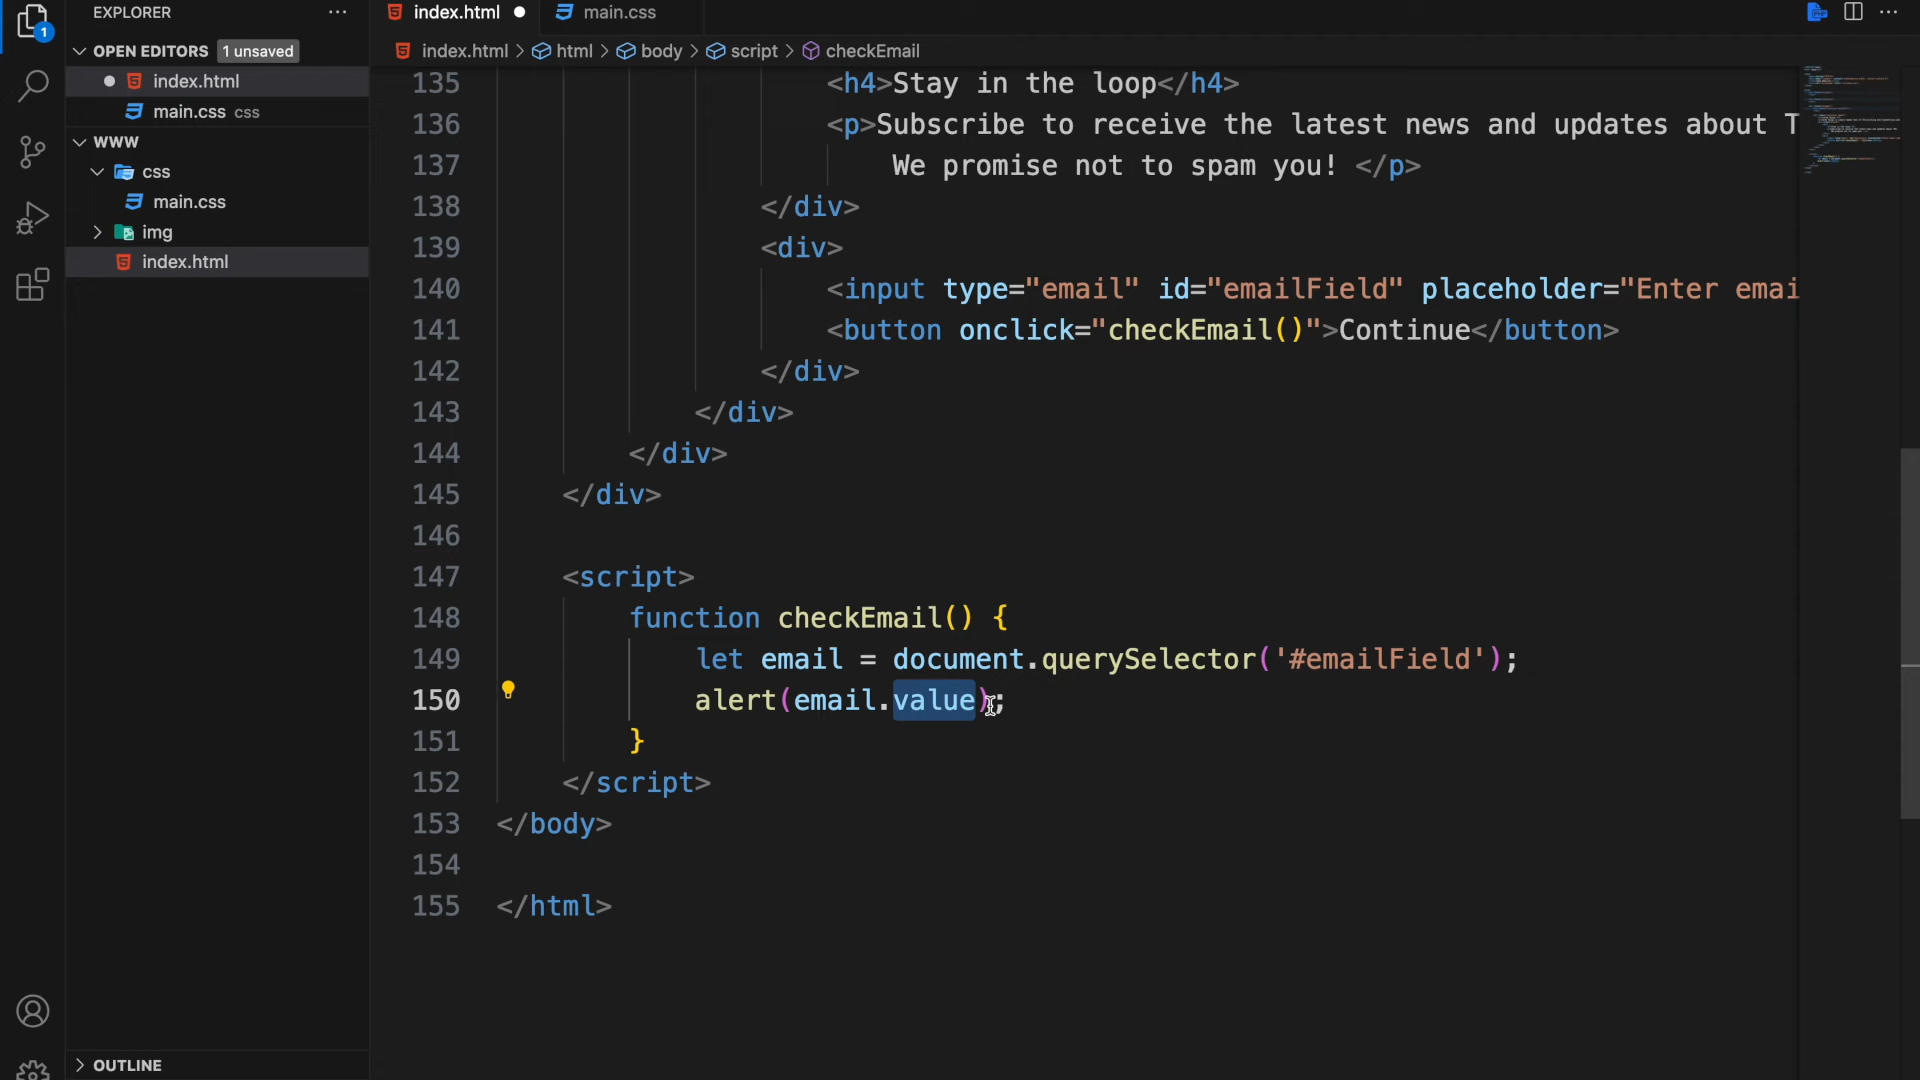 EXPLORER
OPEN EDITORS 1 unsaved
index.html
main.css css
WWW
css
main.css
img
index.html
OUTLINE
1
index.html main.css
index.html > html > body > script > checkEmail
135 <h4>Stay in the loop</h4>
136 <p>Subscribe to receive the latest news and updates about T
137 We promise not to spam you! </p>
138 </div>
139 <div>
140 <input type="email" id="emailField" placeholder="Enter emai
141 <button onclick="checkEmail()">Continue</button>
142 </div>
143 </div>
144 </div>
145 </div>
146
147 <script>
148 function checkEmail() {
149 let email = document.querySelector('#emailField');
150 alert(email.value);
151 }
152 </script>
153 </body>
154
155 </html>